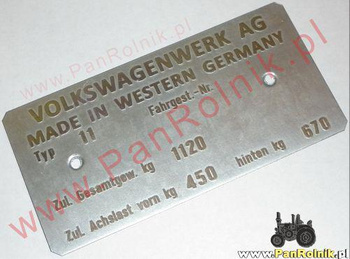 www.PanRolnik.pl
VOLKSWAGENWERK AG
MADE IN WESTERN GERMANY
Typ 11 Fahrgest.-Nr.
Zul. Gesamtgew. kg 1120
Zul. Achslast vorn kg 450 hinten kg 670
www.PanRolnik.pl
www.PanRolnik.pl